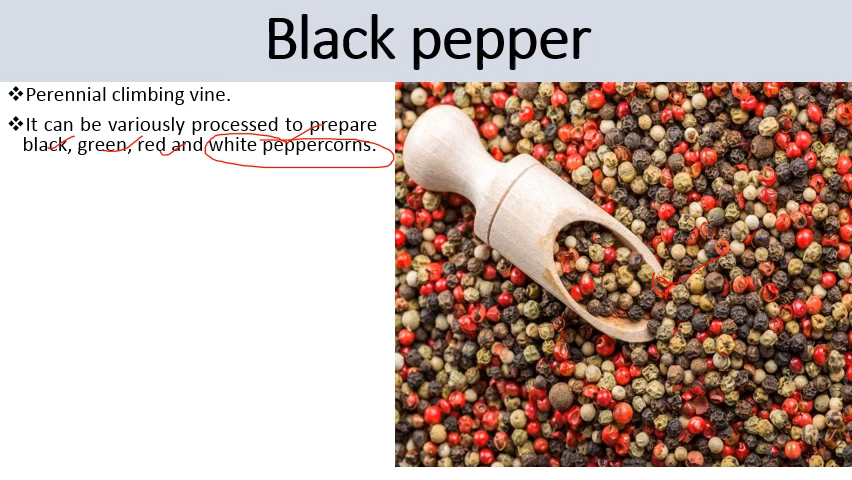 Black pepper
❖Perennial climbing vine.
❖It can be variously processed to prepare
black, green, red and white peppercorns.